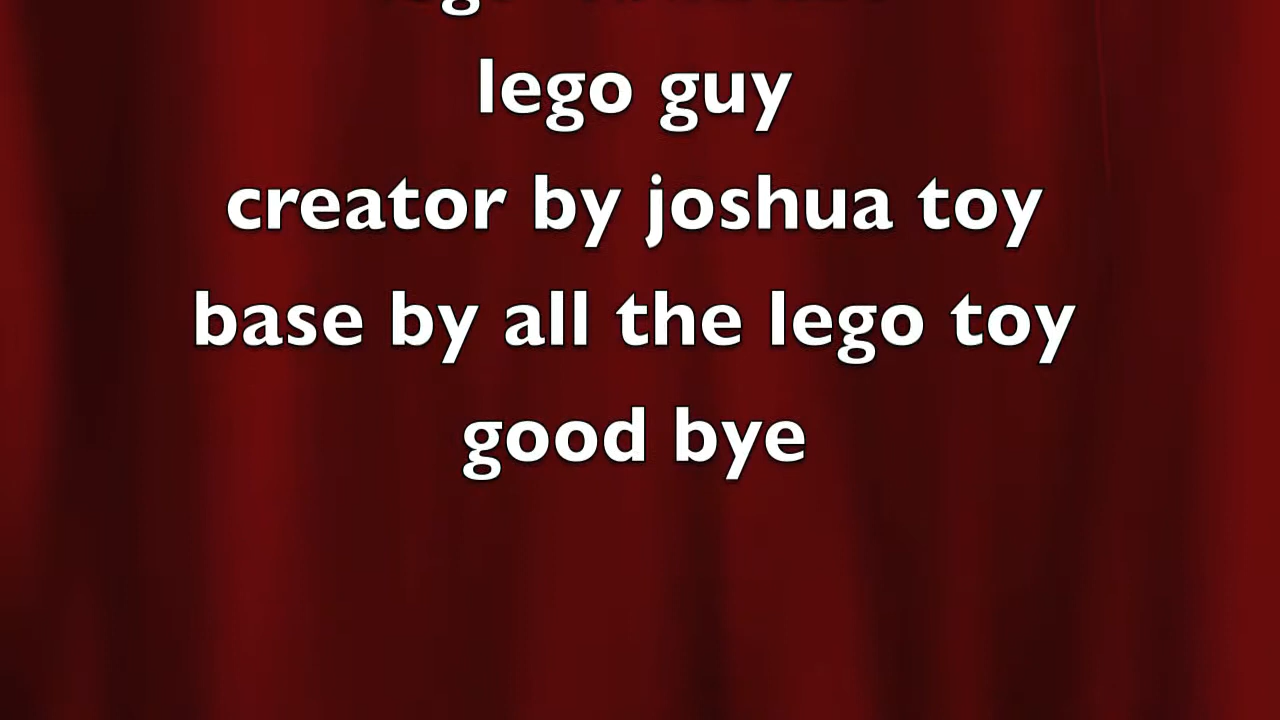 lego guy
creator by joshua toy
base by all the lego toy
good bye